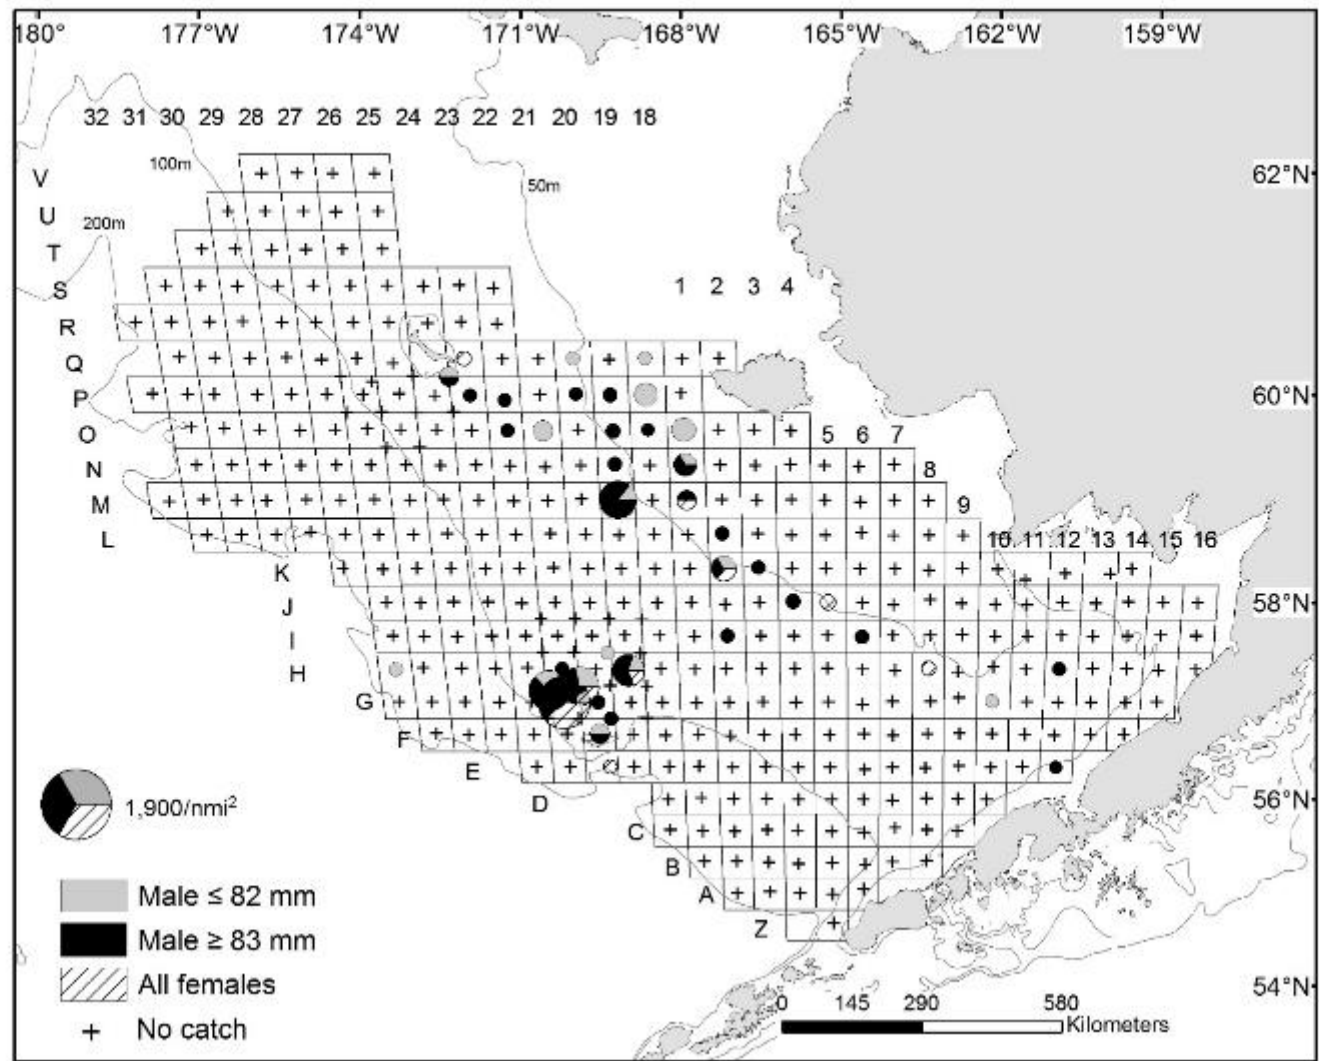 180° 177°W 174°W 171°W 168°W 165°W 162°W 159°W
32 31 30 29 28 27 26 25 24 23 22 21 20 19 18
100m
62°N
V
50m
U
200m
T
S
1 2 3 4
R
Q
P
60°N
O
5 6 7
N
8
M
9
L
10 11 12 13 14 15 16
K
J
58°N
I
H
G
F
E
D
56°N
1,900/nmi²
C
B
A
Z
Male ≤ 82 mm
Male ≥ 83 mm
All females
No catch
54°N
0 145 290 580
Kilometers